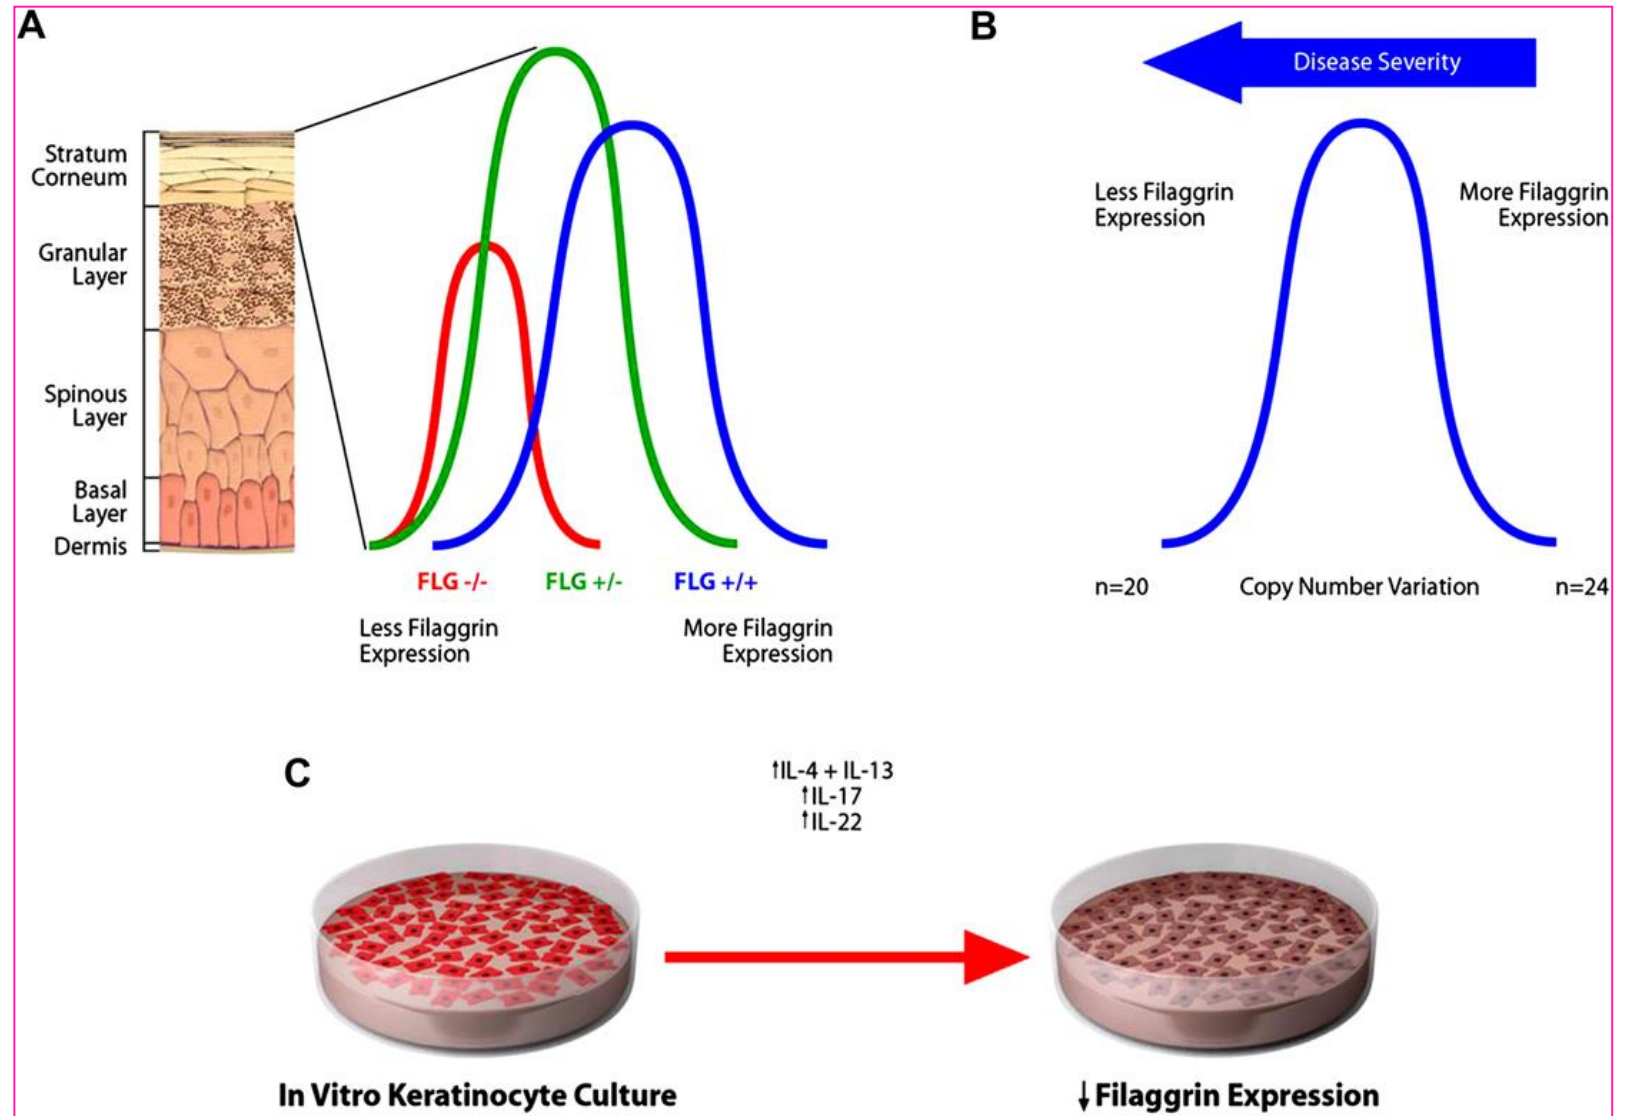 A
Stratum
Corneum
Granular
Layer
Spinous
Layer
Basal
Layer
Dermis
FLG -/-
FLG +/-
FLG +/+
Less Filaggrin
Expression
More Filaggrin
Expression
B
Disease Severity
Less Filaggrin
Expression
More Filaggrin
Expression
n=20
Copy Number Variation
n=24
C
↑IL-4 + IL-13
↑IL-17
↑IL-22
In Vitro Keratinocyte Culture
↓Filaggrin Expression